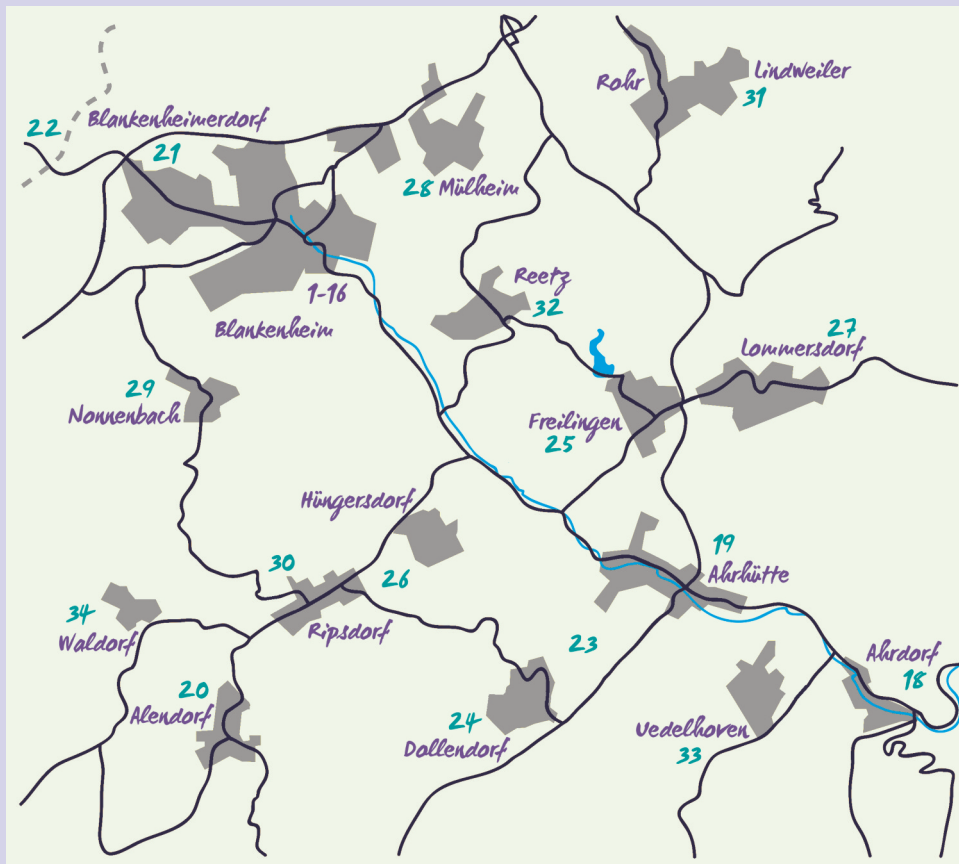 Rohr
Lindweiler
31
22
Blankenheimerdorf
21
28 Mülheim
Reetz
32
1-16
Blankenheim
27
Lommersdorf
29
Nonnenbach
Freilingen
25
Hüngersdorf
30
26
Ripsdorf
19
Ahrhütte
34
Waldorf
23
Ahrdorf
18
20
Alendorf
24
Dollendorf
Uedelhoven
33